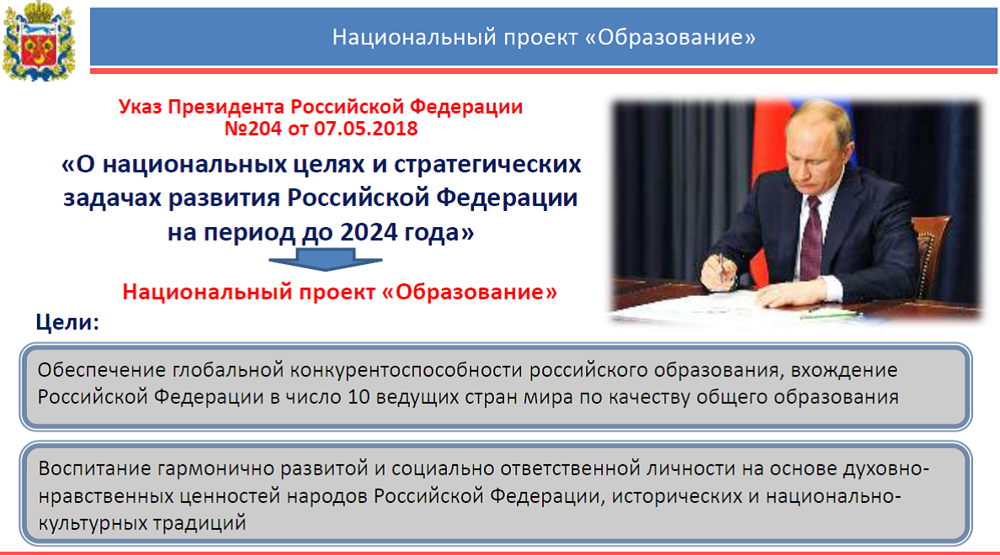 Национальный проект «Образование»
Указ Президента Российской Федерации
№204 от 07.05.2018
«О национальных целях и стратегических
задачах развития Российской Федерации
на период до 2024 года»
Национальный проект «Образование»
Цели:
Обеспечение глобальной конкурентоспособности российского образования, вхождение
Российской Федерации в число 10 ведущих стран мира по качеству общего образования
Воспитание гармонично развитой и социально ответственной личности на основе духовно-
нравственных ценностей народов Российской Федерации, исторических и национально-
культурных традиций